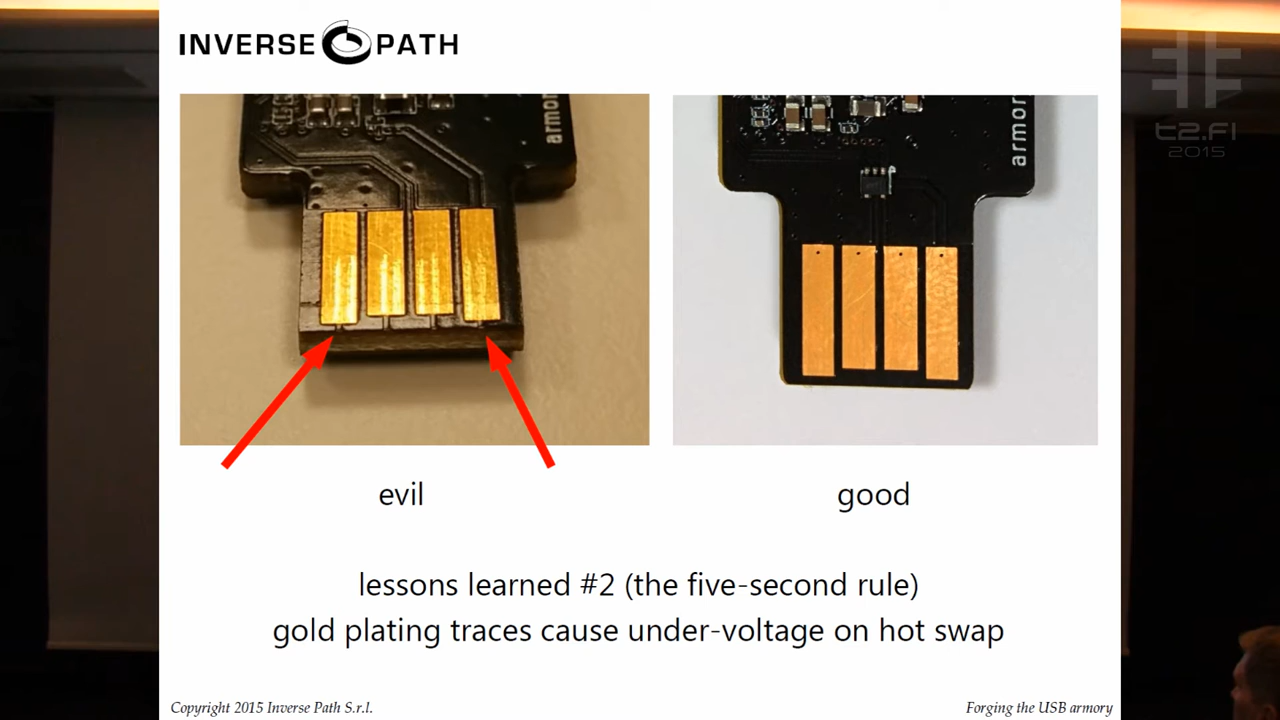 INVERSE PATH
armor
armor
t2.FI
2015
evil
good
lessons learned #2 (the five-second rule)
gold plating traces cause under-voltage on hot swap
Copyright 2015 Inverse Path S.r.l.
Forging the USB armory